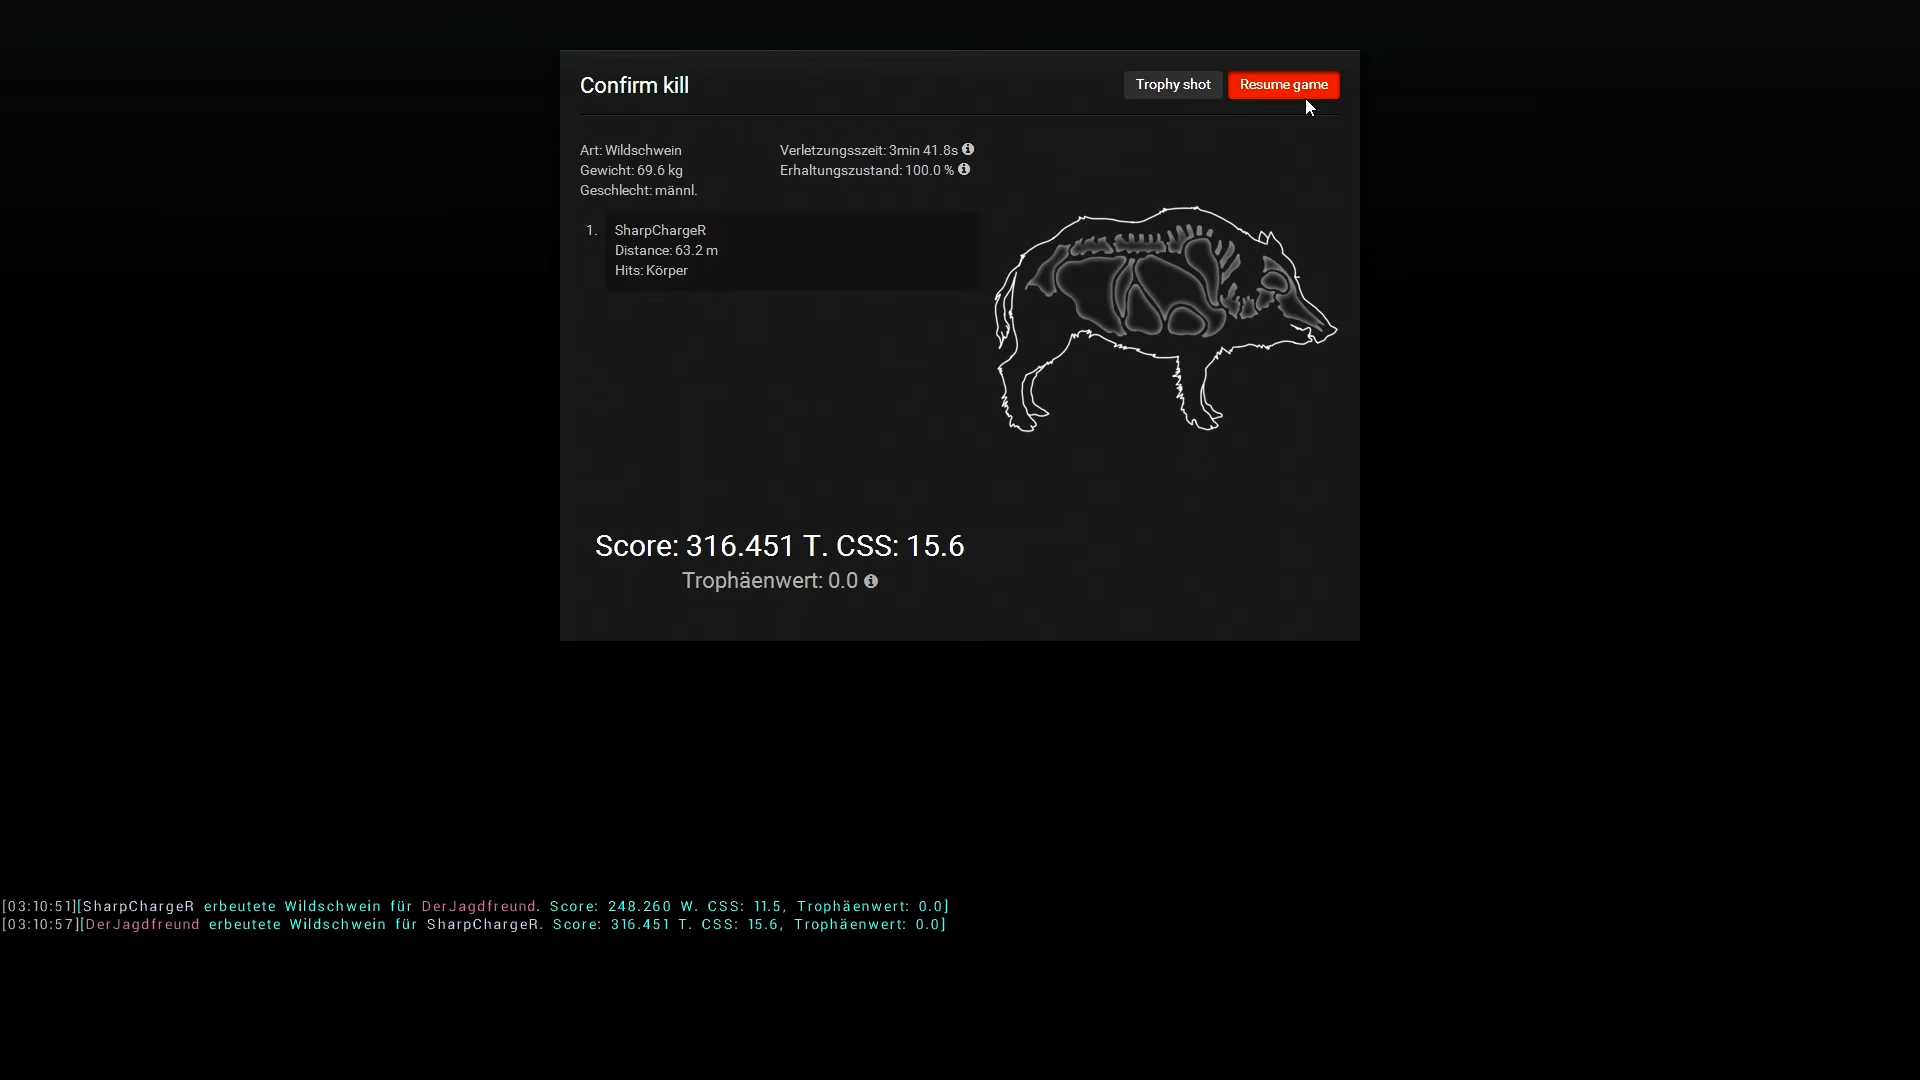 Confirm kill
Trophy shot
Resume game
Art: Wildschwein
Gewicht: 69.6 kg
Geschlecht: männl.
Verletzungsszeit: 3min 41.8s
Erhaltungszustand: 100.0 %
1. SharpChargeR
Distance: 63.2 m
Hits: Körper
Score: 316.451 T. CSS: 15.6
Trophäenwert: 0.0
[03:10:51][SharpChargeR erbeutete Wildschwein für DerJagdfreund. Score: 248.260 W. CSS: 11.5, Trophäenwert: 0.0]
[03:10:57][DerJagdfreund erbeutete Wildschwein für SharpChargeR. Score: 316.451 T. CSS: 15.6, Trophäenwert: 0.0]